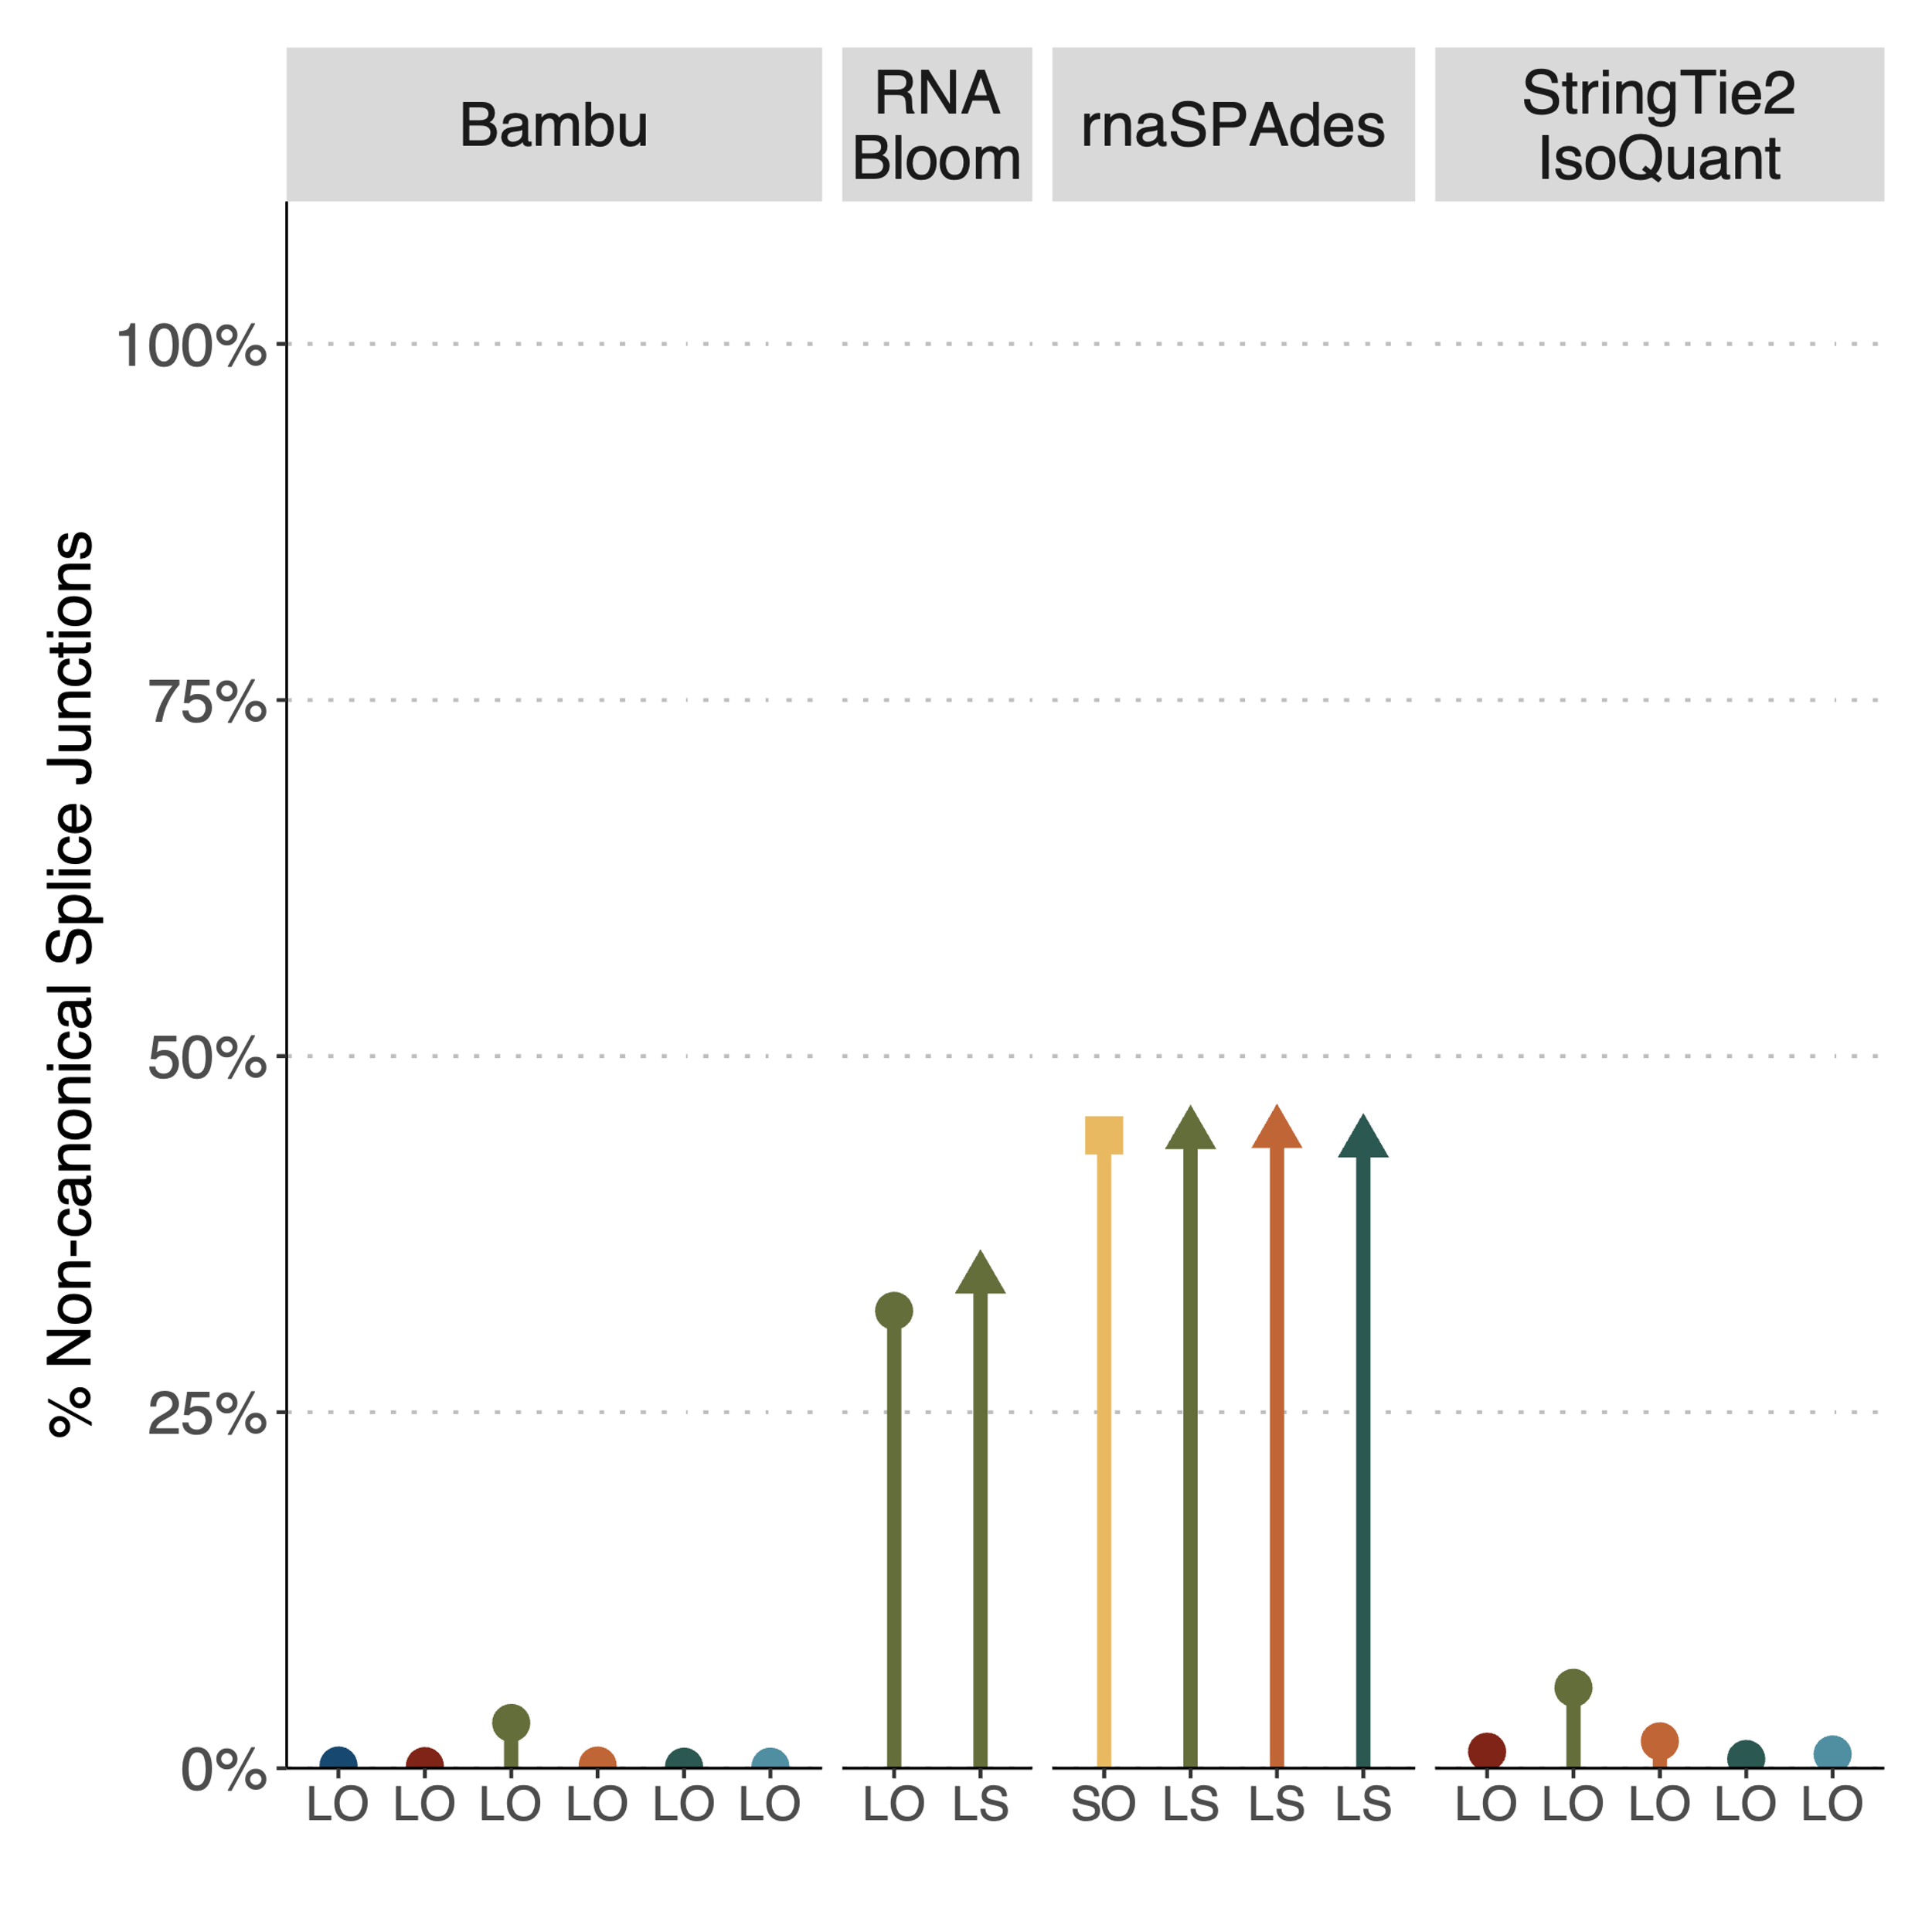 Bambu
RNA
Bloom
rnaSPAdes
StringTie2
IsoQuant
% Non-canonical Splice Junctions
100%
75%
50%
25%
0%
LO LO LO LO LO LO LO LS SO LS LS LS LO LO LO LO LO